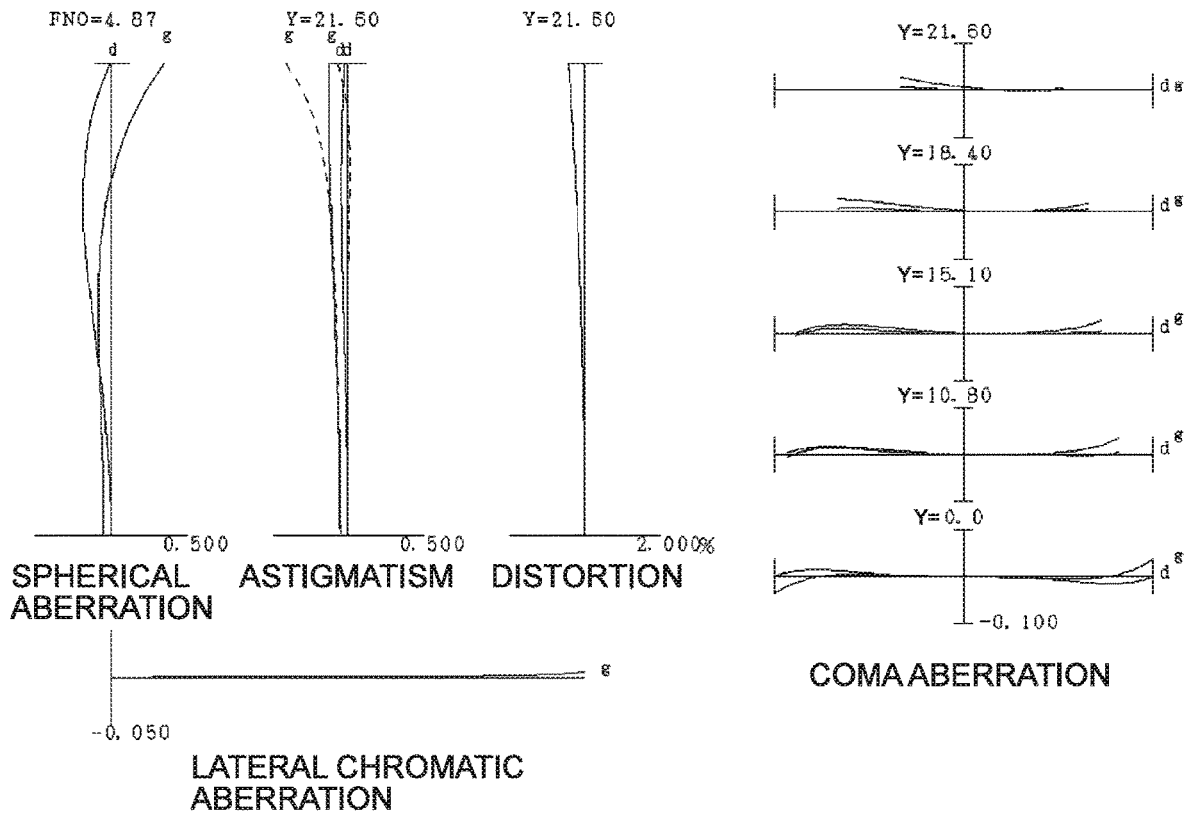 FNO=4.87
d
g
0.500
SPHERICAL
ABERRATION
Y=21.60
g
g
dd
0.500
ASTIGMATISM
Y=21.60
2.000%
DISTORTION
-0.050
g
LATERAL CHROMATIC
ABERRATION
Y=21.60
d g
Y=18.40
d g
Y=15.10
d g
Y=10.80
d g
Y=0.0
d g
-0.100
COMA ABERRATION